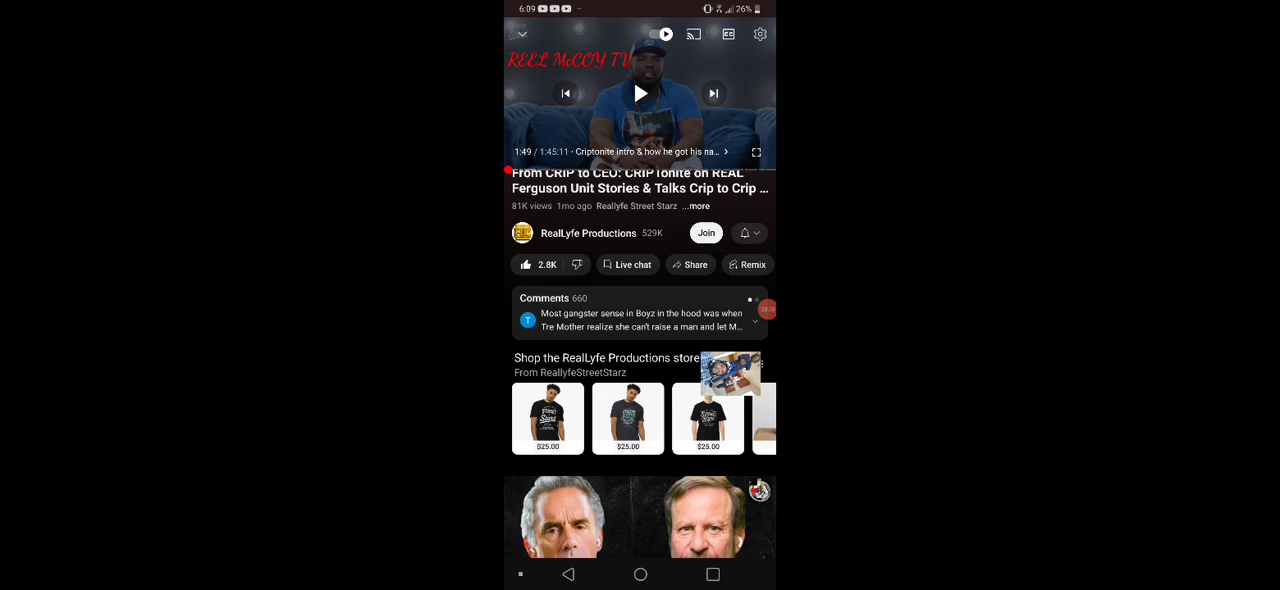 6:09
26%
REEL McCOY TV
CC
1:49 / 1:45:11 · Criptonite intro & how he got his na...
From CRIP to CEO: CRIPTonite on REAL
Ferguson Unit Stories & Talks Crip to Crip ...
81K views 1mo ago Reallyfe Street Starz ...more
RealLyfe Productions 529K
Join
2.8K
Live chat
Share
Remix
Comments 660
T
Most gangster sense in Boyz in the hood was when
Tre Mother realize she can't raise a man and let M...
Shop the RealLyfe Productions store
From ReallyfeStreetStarz
$25.00
$25.00
$25.00